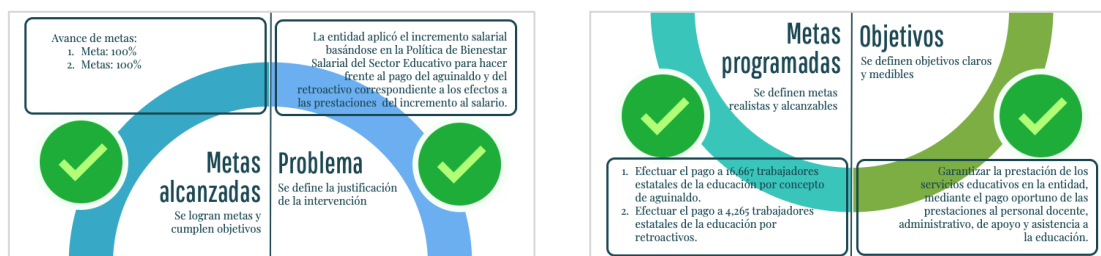 Avance de metas:
1. Meta: 100%
2. Metas: 100%
La entidad aplicó el incremento salarial
basándose en la Política de Bienestar
Salarial del Sector Educativo para hacer
frente al pago del aguinaldo y del
retroactivo correspondiente a los efectos a
las prestaciones del incremento al salario.
Metas
alcanzadas
Se logran metas y
cumplen objetivos
Problema
Se define la justificación
de la intervención
Metas
programadas
Se definen metas
realistas y alcanzables
Objetivos
Se definen objetivos claros
y medibles
1. Efectuar el pago a 16,667 trabajadores
estatales de la educación por concepto
de aguinaldo.
2. Efectuar el pago a 4,265 trabajadores
estatales de la educación por
retroactivos.
Garantizar la prestación de los
servicios educativos en la entidad,
mediante el pago oportuno de las
prestaciones al personal docente,
administrativo, de apoyo y asistencia a
la educación.